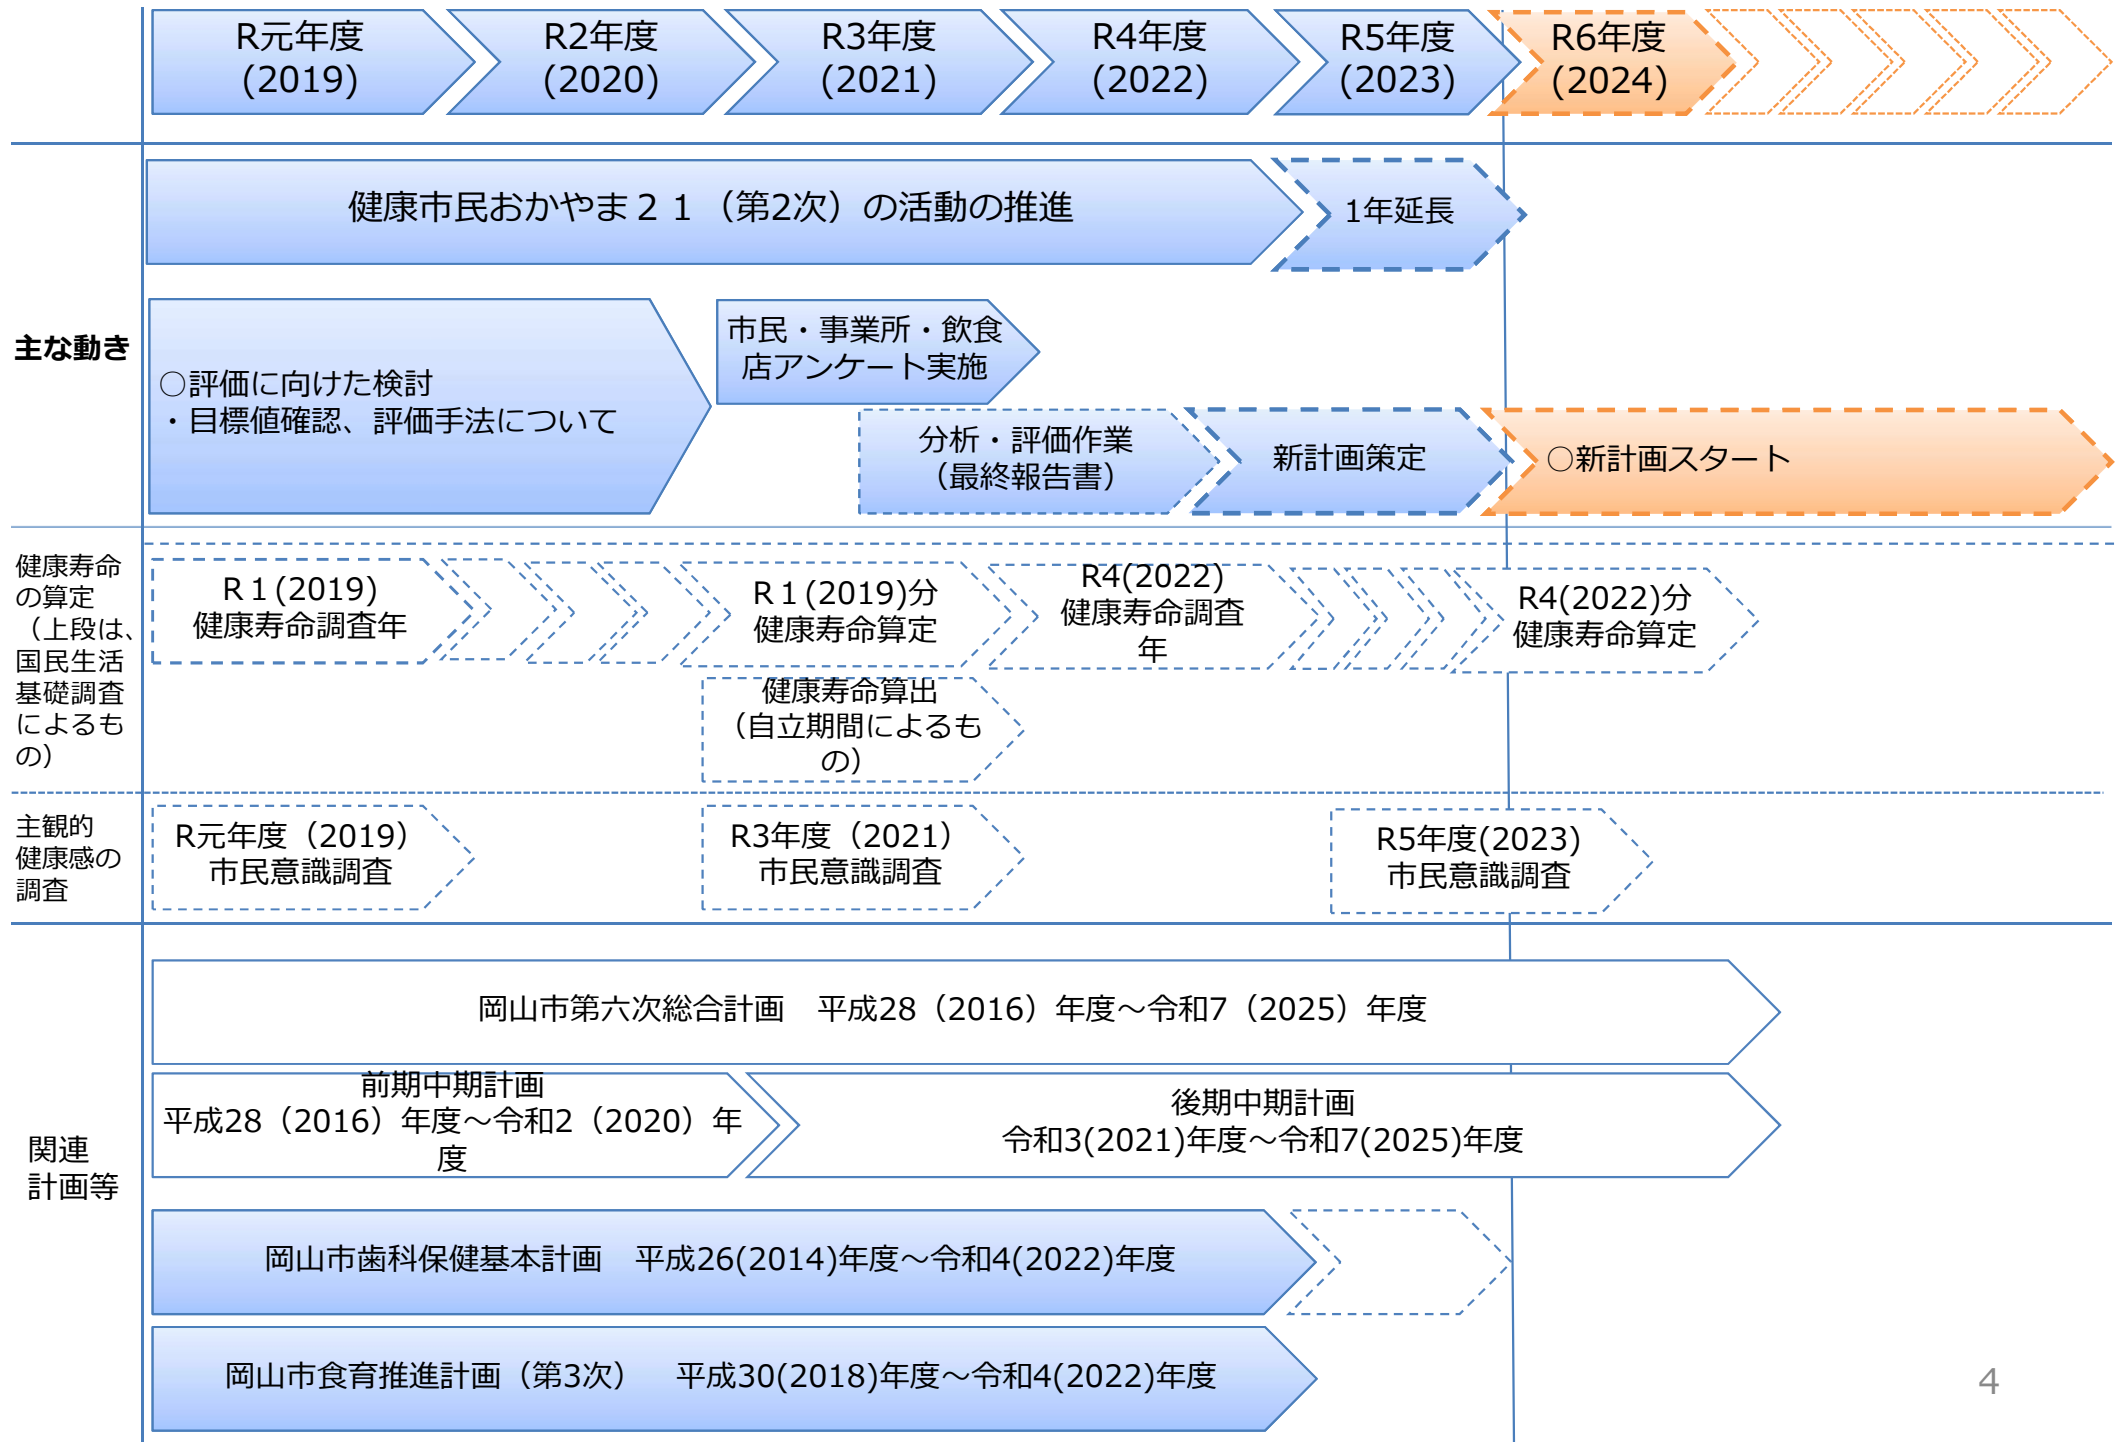 R元年度
(2019)
R2年度
(2020)
R3年度
(2021)
R4年度
(2022)
R5年度
(2023)
R6年度
(2024)
主な動き
健康市民おかやま２１（第2次）の活動の推進
1年延長
○評価に向けた検討
・目標値確認、評価手法について
市民・事業所・飲食
店アンケート実施
分析・評価作業
（最終報告書）
新計画策定
○新計画スタート
健康寿命
の算定
（上段は、
国民生活
基礎調査
によるも
の）
R１(2019)
健康寿命調査年
R１(2019)分
健康寿命算定
R4(2022)
健康寿命調査
年
R4(2022)分
健康寿命算定
健康寿命算出
（自立期間によるも
の）
主観的
健康感の
調査
R元年度（2019）
市民意識調査
R3年度（2021）
市民意識調査
R5年度(2023)
市民意識調査
関連
計画等
岡山市第六次総合計画　平成28（2016）年度～令和7（2025）年度
前期中期計画
平成28（2016）年度～令和2（2020）年
度
後期中期計画
令和3(2021)年度～令和7(2025)年度
岡山市歯科保健基本計画　平成26(2014)年度～令和4(2022)年度
岡山市食育推進計画（第3次）　平成30(2018)年度～令和4(2022)年度
4